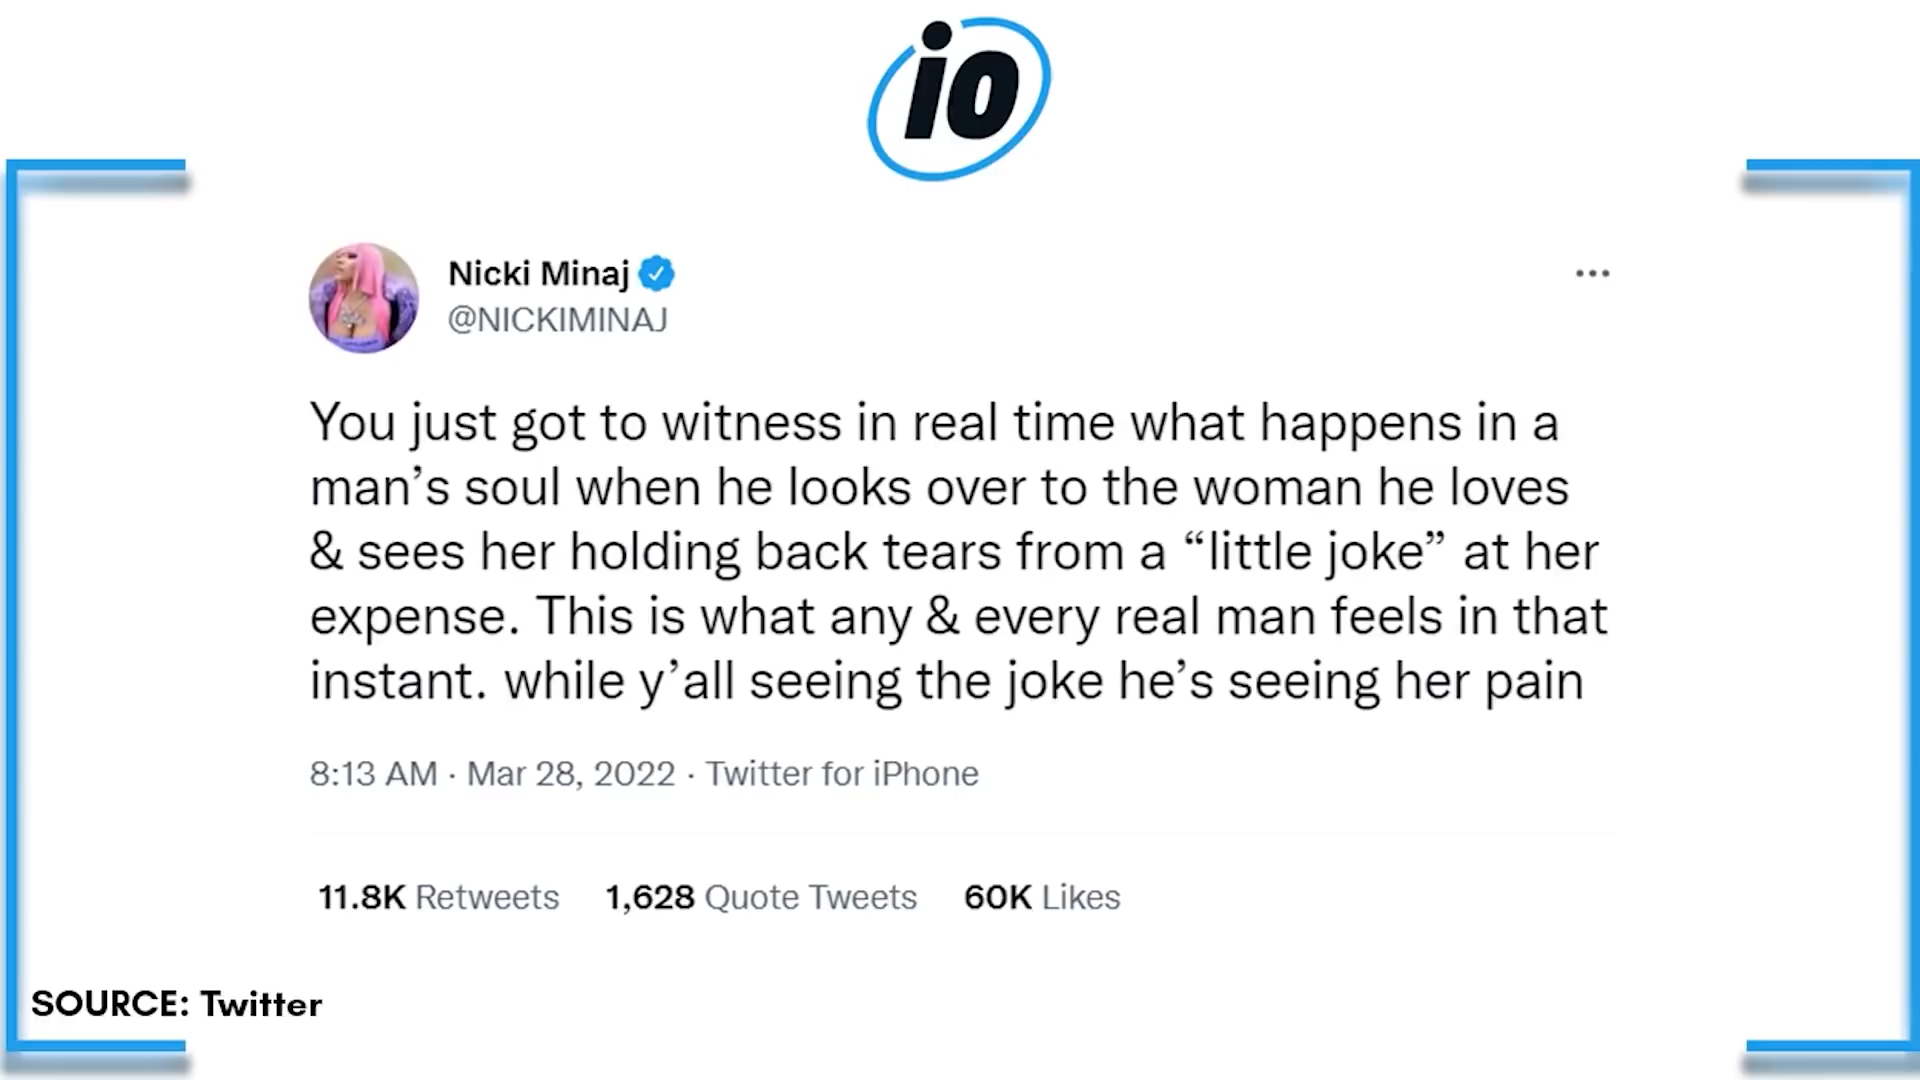 io
Nicki Minaj
@NICKIMINAJ
You just got to witness in real time what happens in a
man’s soul when he looks over to the woman he loves
& sees her holding back tears from a “little joke” at her
expense. This is what any & every real man feels in that
instant. while y’all seeing the joke he’s seeing her pain
8:13 AM · Mar 28, 2022 · Twitter for iPhone
11.8K Retweets 1,628 Quote Tweets 60K Likes
SOURCE: Twitter